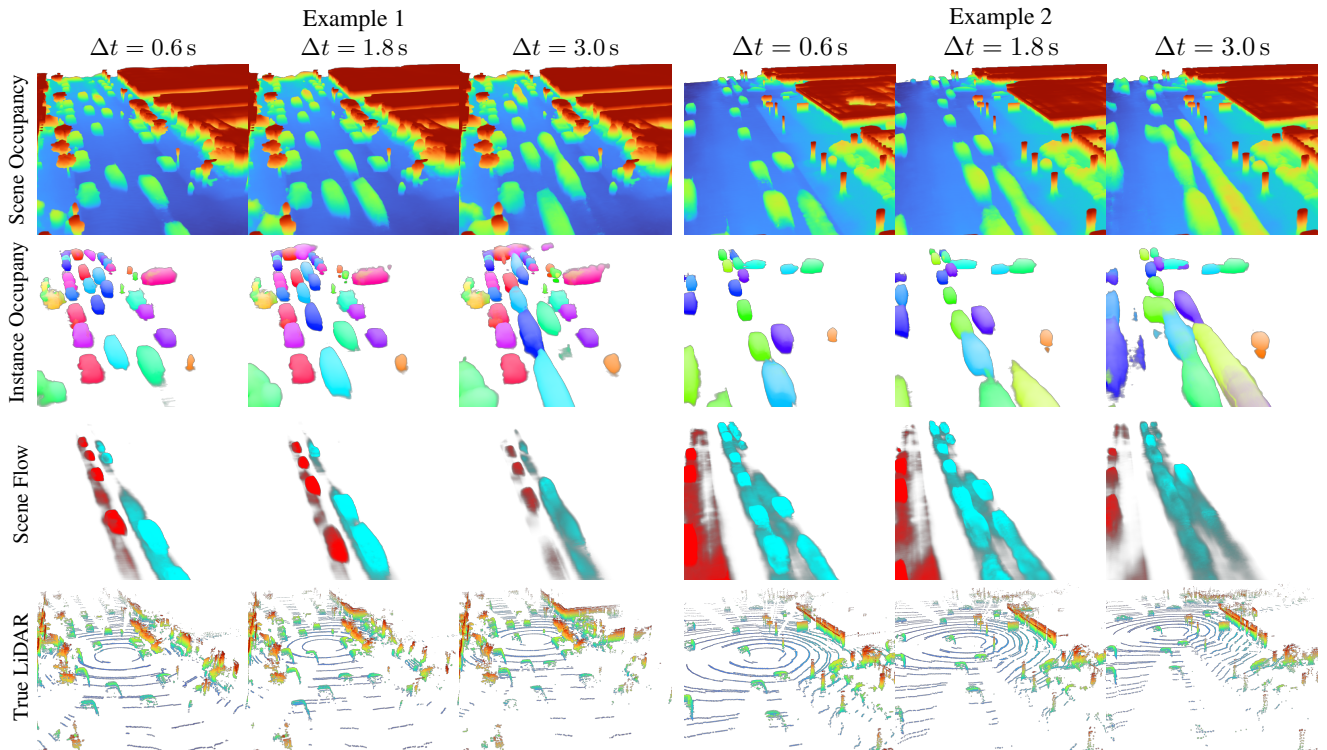 Example 1
Example 2
Δt = 0.6 s
Δt = 1.8 s
Δt = 3.0 s
Δt = 0.6 s
Δt = 1.8 s
Δt = 3.0 s
Scene Occupancy
Instance Occupany
Scene Flow
True LiDAR